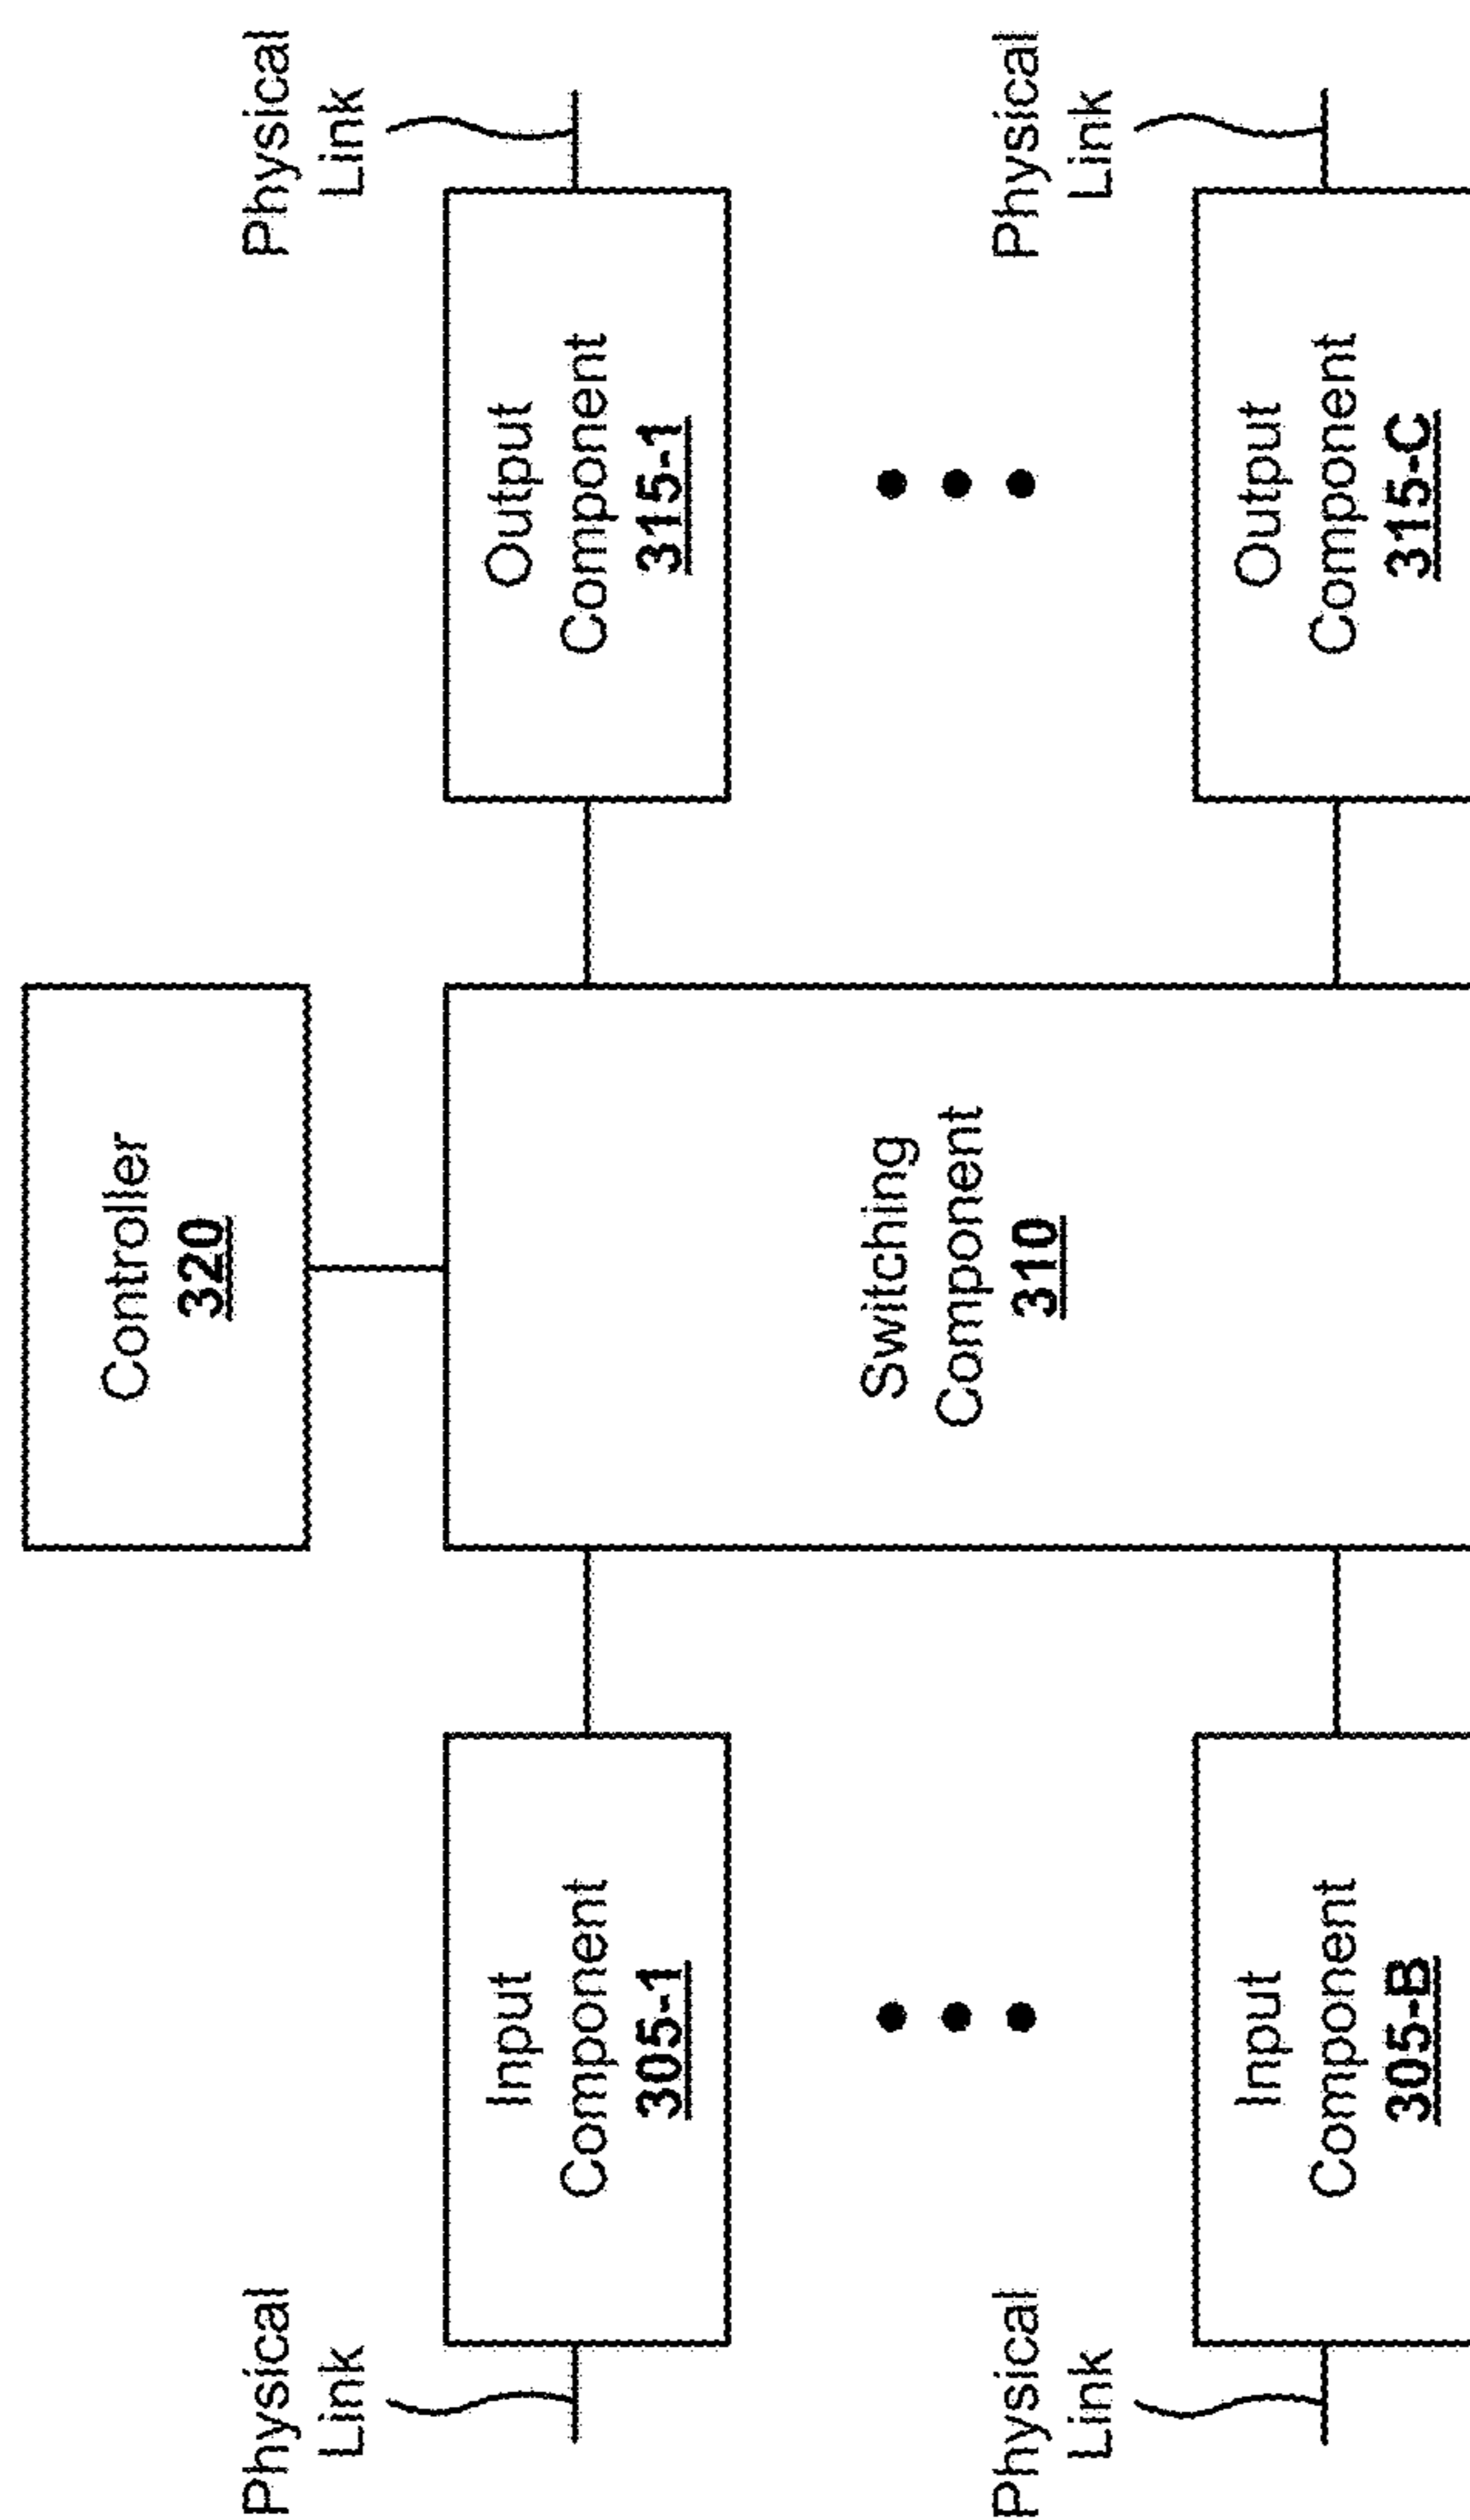 Controller
320
Physical
Link
Input
Component
305-1
Switching
Component
310
Output
Component
315-1
Physical
Link
Physical
Link
Input
Component
305-B
Output
Component
315-C
Physical
Link